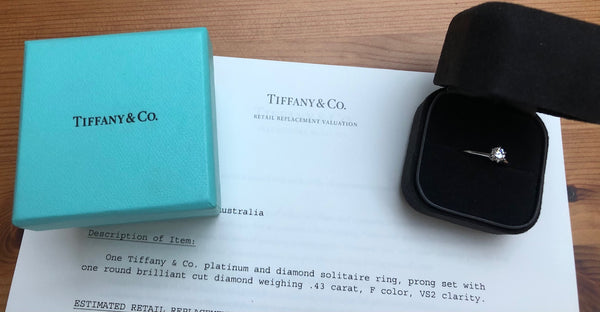 TIFFANY & CO.
TIFFANY & CO.
RETAIL REPLACEMENT VALUATION
Australia
Description of Item:
One Tiffany & Co. platinum and diamond solitaire ring, prong set with
one round brilliant cut diamond weighing .43 carat, F color, VS2 clarity.
ESTIMATED RETAIL